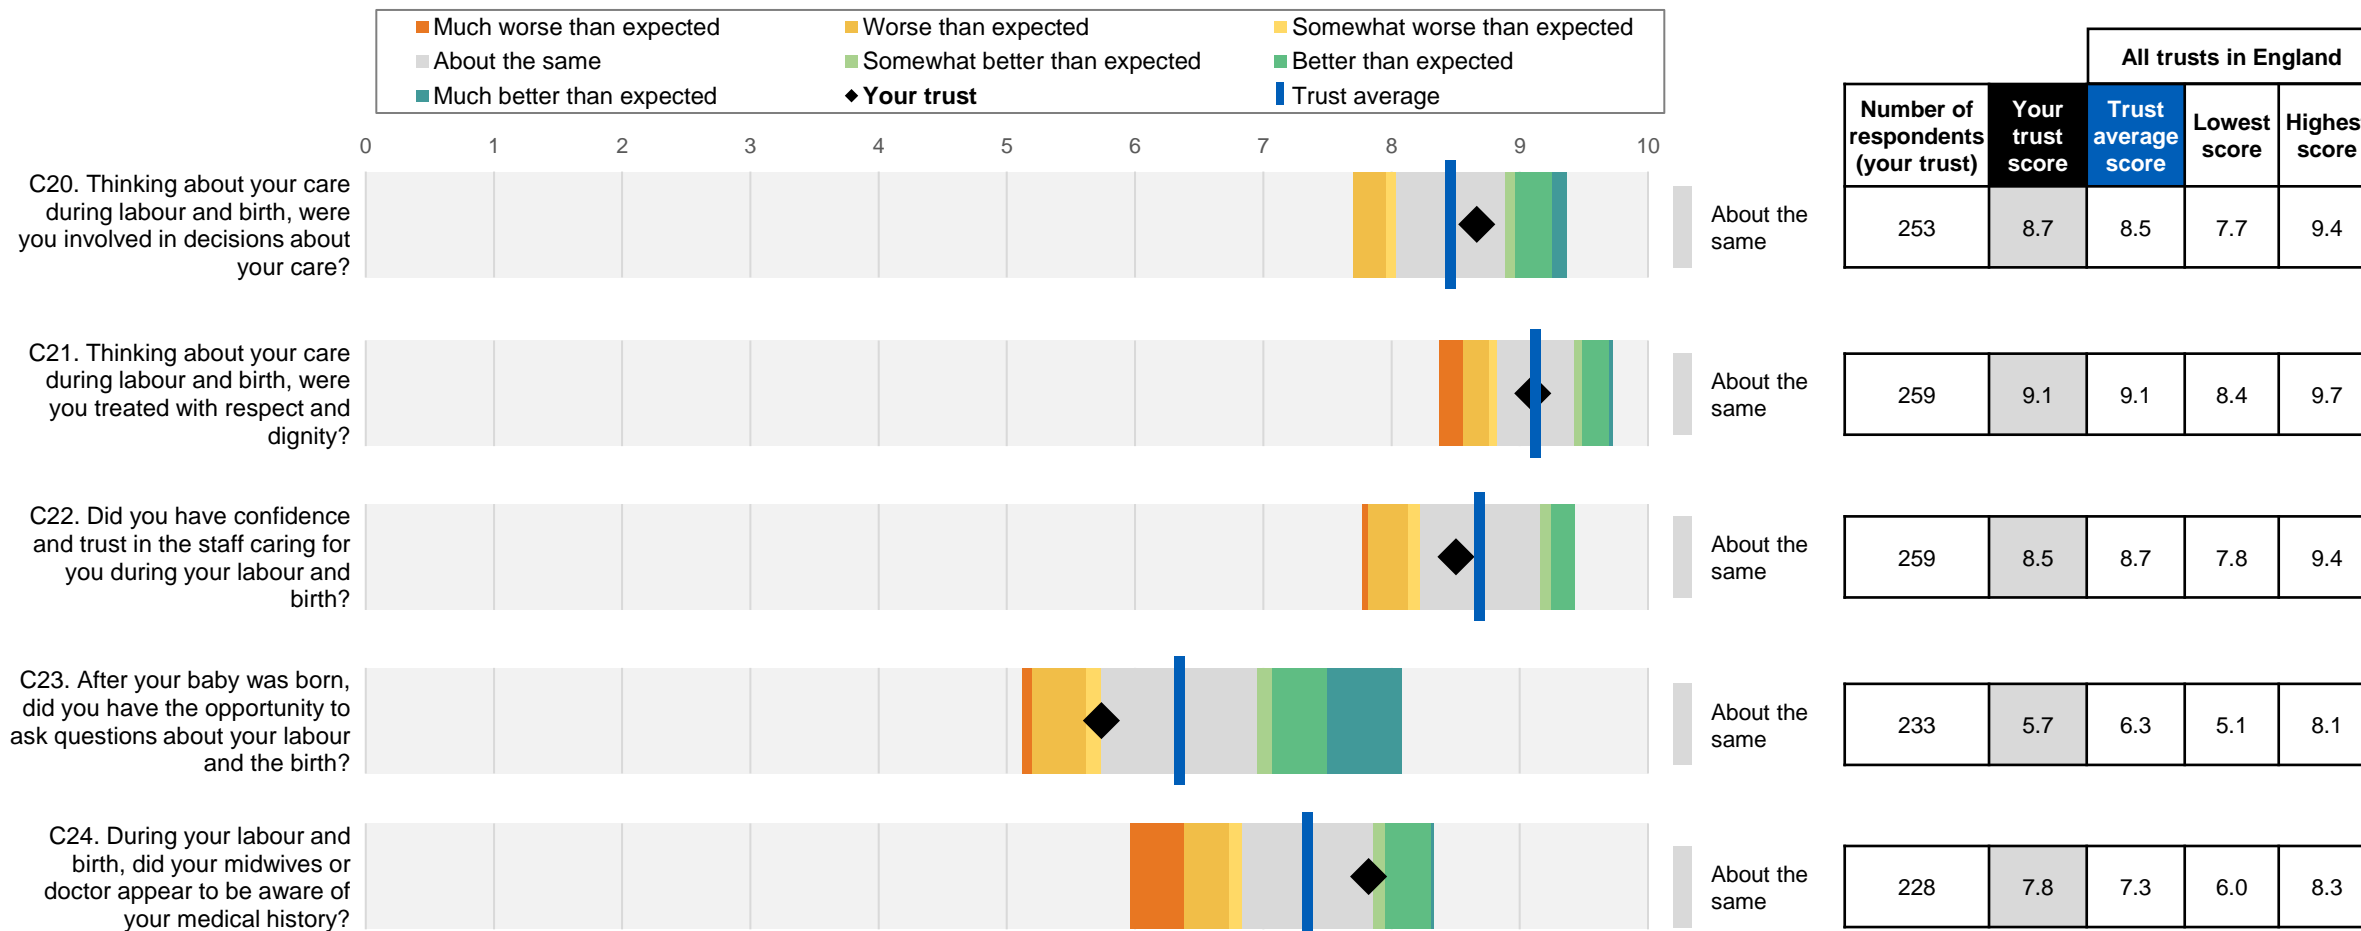 Much worse than expected
Worse than expected
Somewhat worse than expected
About the same
Somewhat better than expected
Better than expected
Much better than expected
Your trust
Trust average
All trusts in England
Number of
respondents
(your trust)
Your
trust
score
Trust
average
score
Lowest
score
Highest
score
0 1 2 3 4 5 6 7 8 9 10
C20. Thinking about your care
during labour and birth, were
you involved in decisions about
your care?
About the
same
253 8.7 8.5 7.7 9.4
C21. Thinking about your care
during labour and birth, were
you treated with respect and
dignity?
About the
same
259 9.1 9.1 8.4 9.7
C22. Did you have confidence
and trust in the staff caring for
you during your labour and
birth?
About the
same
259 8.5 8.7 7.8 9.4
C23. After your baby was born,
did you have the opportunity to
ask questions about your labour
and the birth?
About the
same
233 5.7 6.3 5.1 8.1
C24. During your labour and
birth, did your midwives or
doctor appear to be aware of
your medical history?
About the
same
228 7.8 7.3 6.0 8.3